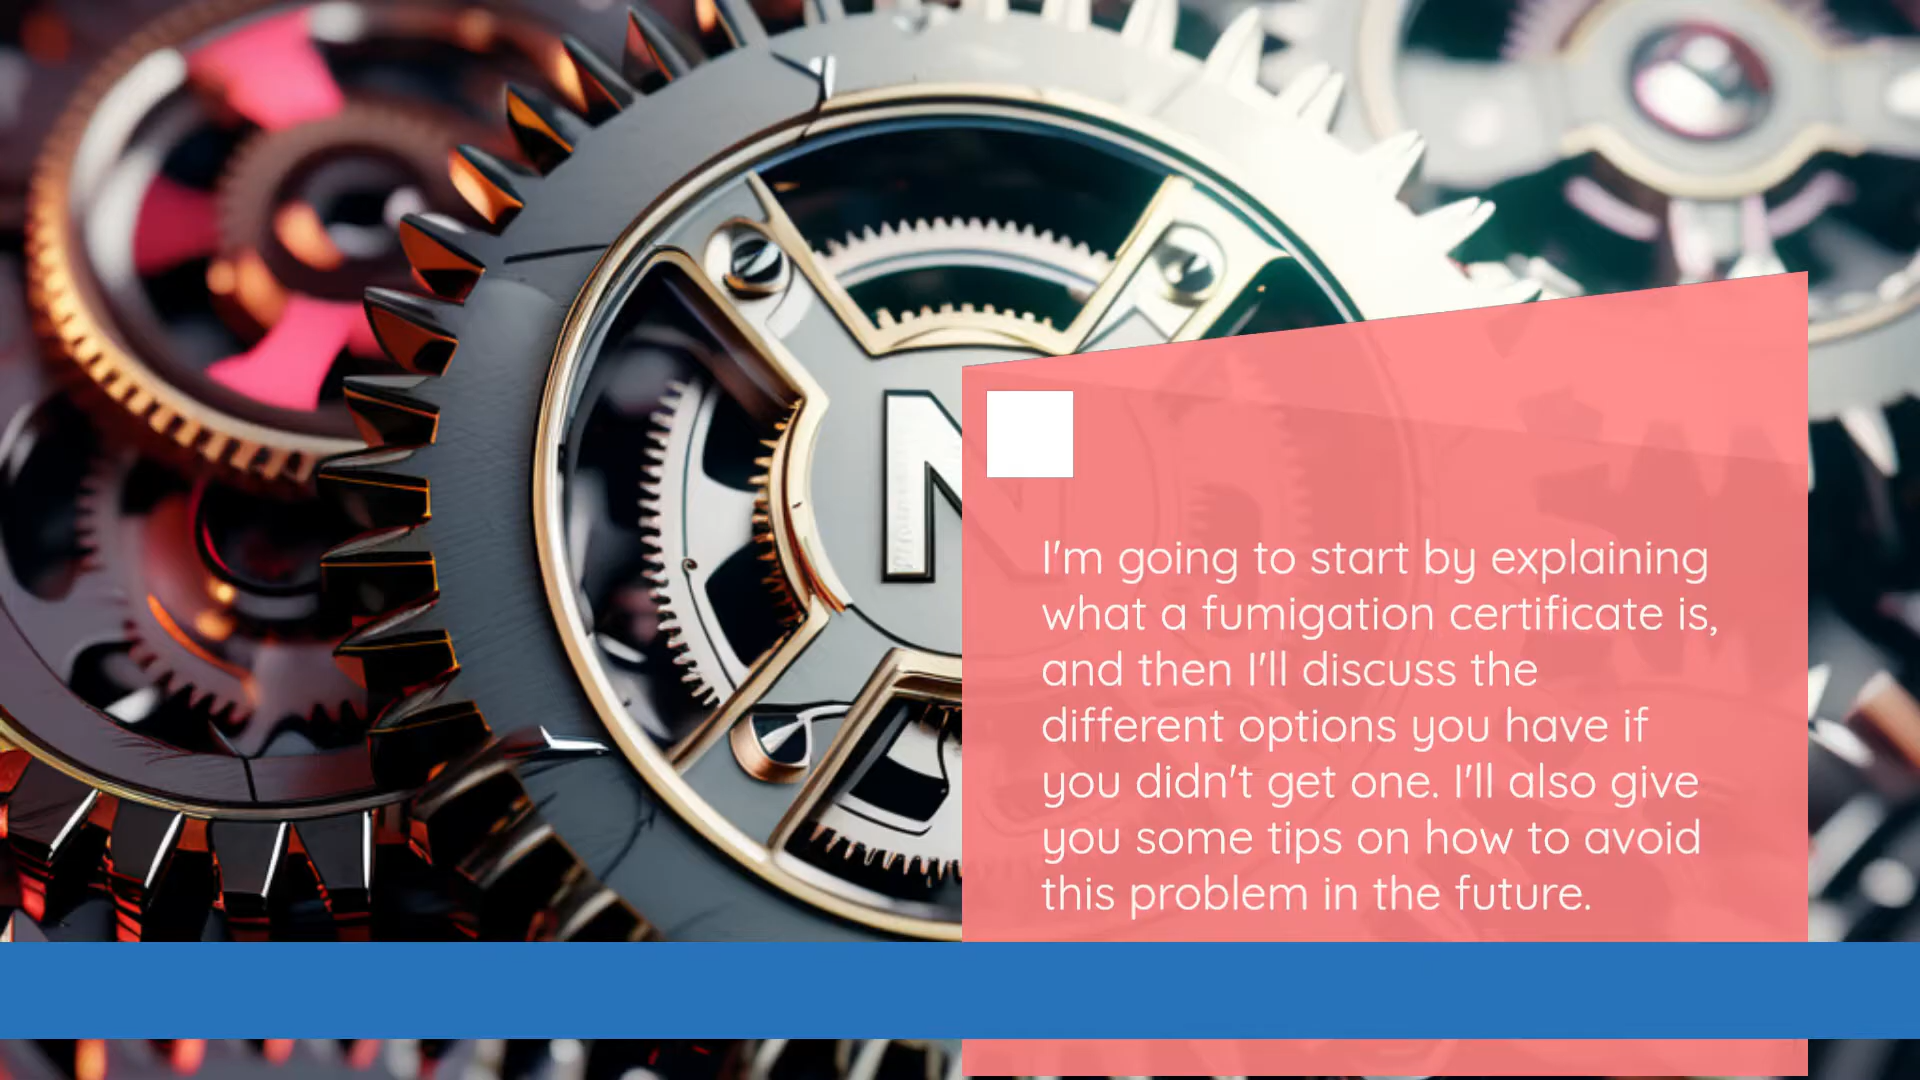 N
I'm going to start by explaining
what a fumigation certificate is,
and then I'll discuss the
different options you have if
you didn't get one. I'll also give
you some tips on how to avoid
this problem in the future.